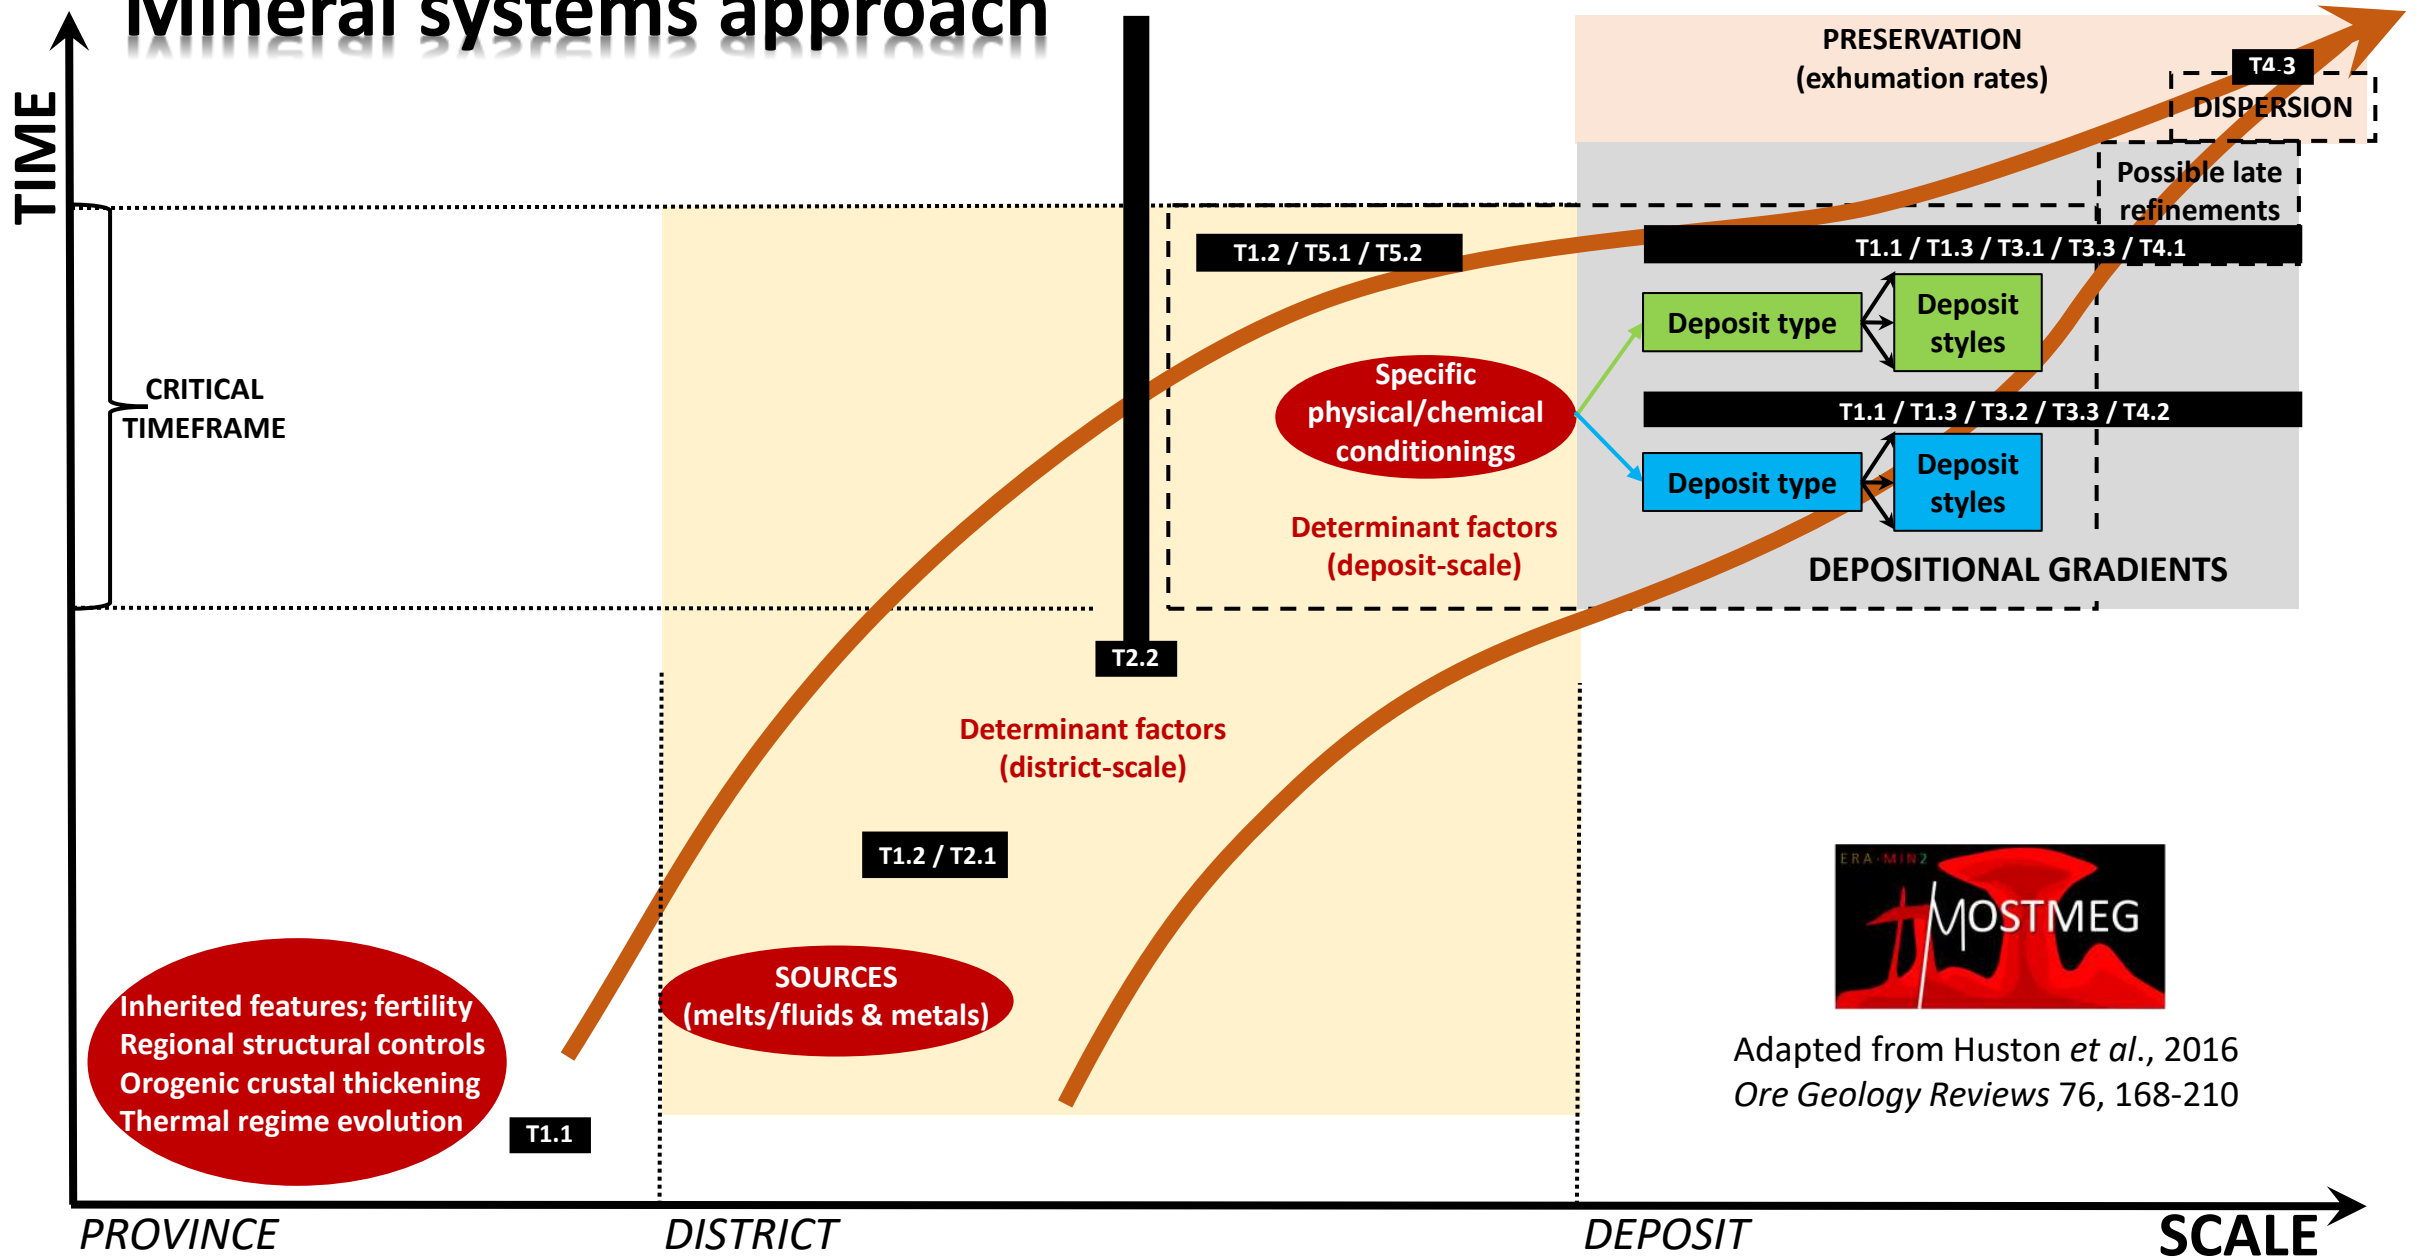 Mineral systems approach
TIME
PRESERVATION
(exhumation rates)
T4.3
DISPERSION
Possible late
refinements
T1.2 / T5.1 / T5.2
T1.1 / T1.3 / T3.1 / T3.3 / T4.1
Deposit type
Deposit
styles
CRITICAL
TIMEFRAME
Specific
physical/chemical
conditionings
T1.1 / T1.3 / T3.2 / T3.3 / T4.2
Deposit type
Deposit
styles
Determinant factors
(deposit-scale)
DEPOSITIONAL GRADIENTS
T2.2
Determinant factors
(district-scale)
T1.2 / T2.1
ERA-MIN2
MOSTMEG
SOURCES
(melts/fluids & metals)
Inherited features; fertility
Regional structural controls
Orogenic crustal thickening
Thermal regime evolution
T1.1
Adapted from Huston et al., 2016
Ore Geology Reviews 76, 168-210
PROVINCE
DISTRICT
DEPOSIT
SCALE